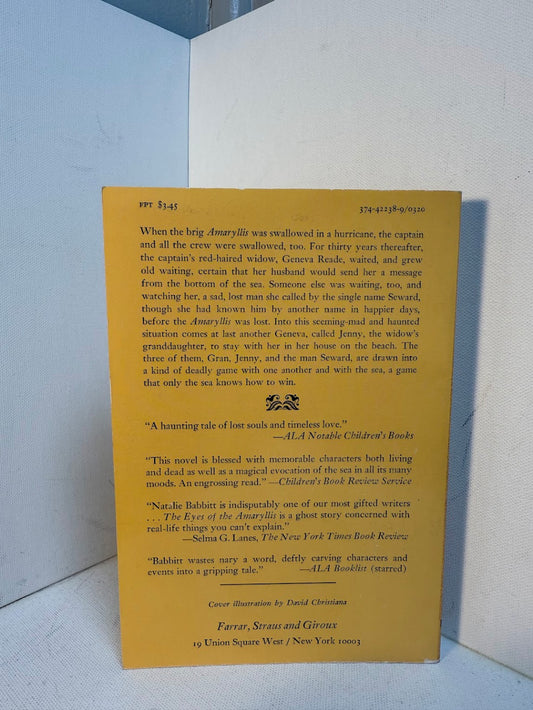 FPT $3.45 374-42238-9/0320
When the brig Amaryllis was swallowed in a hurricane, the captain
and all the crew were swallowed, too. For thirty years thereafter,
the captain's red-haired widow, Geneva Reade, waited, and grew
old waiting, certain that her husband would send her a message
from the bottom of the sea. Someone else was waiting, too, and
watching her, a sad, lost man she called by the single name Seward,
though she had known him by another name in happier days,
before the Amaryllis was lost. Into this seeming-mad and haunted
situation comes at last another Geneva, called Jenny, the widow's
granddaughter, to stay with her in her house on the beach. The
three of them, Gran, Jenny, and the man Seward, are drawn into
a kind of deadly game with one another and with the sea, a game
that only the sea knows how to win.
“A haunting tale of lost souls and timeless love.”
—ALA Notable Children's Books
“This novel is blessed with memorable characters both living
and dead as well as a magical evocation of the sea in all its many
moods. An engrossing read.” —Children's Book Review Service
“Natalie Babbitt is indisputably one of our most gifted writers
. . . The Eyes of the Amaryllis is a ghost story concerned with
real-life things you can't explain.”
—Selma G. Lanes, The New York Times Book Review
“Babbitt wastes nary a word, deftly carving characters and
events into a gripping tale.” —ALA Booklist (starred)
Cover illustration by David Christiana
Farrar, Straus and Giroux
19 Union Square West / New York 10003